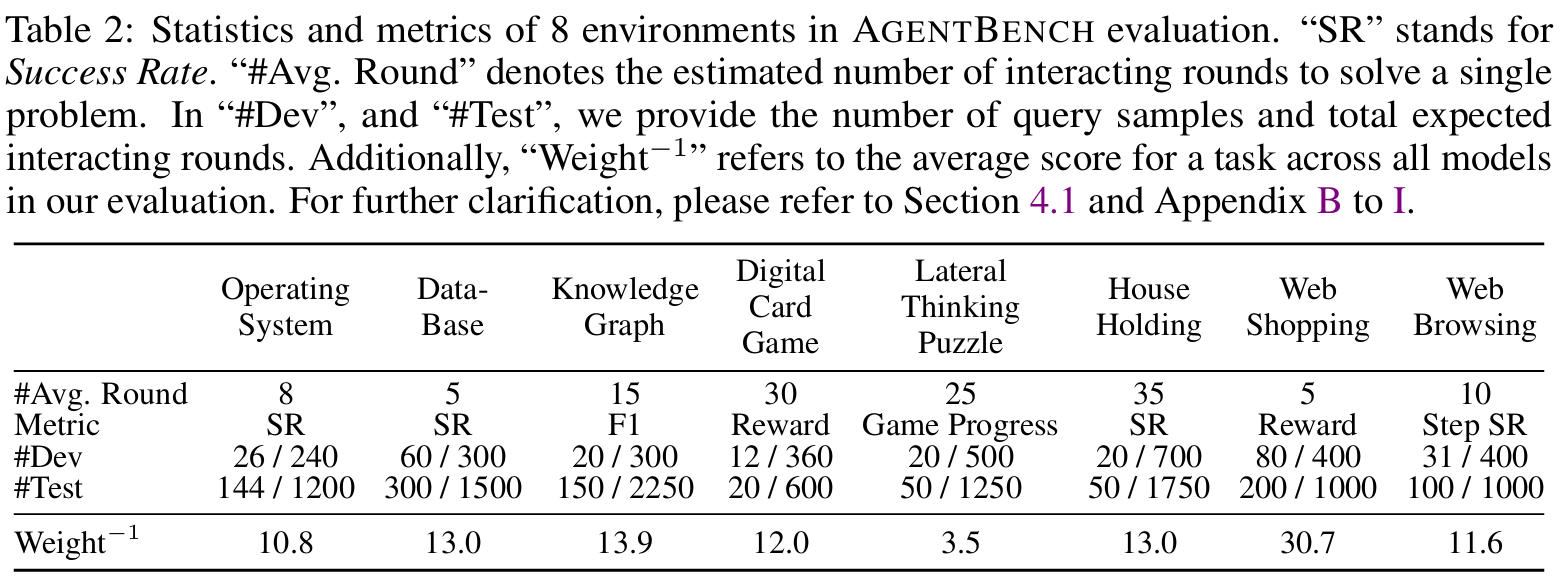 Table 2: Statistics and metrics of 8 environments in AGENTBENCH evaluation. “SR” stands for
Success Rate. “#Avg. Round” denotes the estimated number of interacting rounds to solve a single
problem. In “#Dev”, and “#Test”, we provide the number of query samples and total expected
interacting rounds. Additionally, “Weight⁻¹” refers to the average score for a task across all models
in our evaluation. For further clarification, please refer to Section 4.1 and Appendix B to I.
Operating System Data-Base Knowledge Graph Digital Card Game Lateral Thinking Puzzle House Holding Web Shopping Web Browsing
#Avg. Round 8 5 15 30 25 35 5 10
Metric SR SR F1 Reward Game Progress SR Reward Step SR
#Dev 26 / 240 60 / 300 20 / 300 12 / 360 20 / 500 20 / 700 80 / 400 31 / 400
#Test 144 / 1200 300 / 1500 150 / 2250 20 / 600 50 / 1250 50 / 1750 200 / 1000 100 / 1000
Weight⁻¹ 10.8 13.0 13.9 12.0 3.5 13.0 30.7 11.6